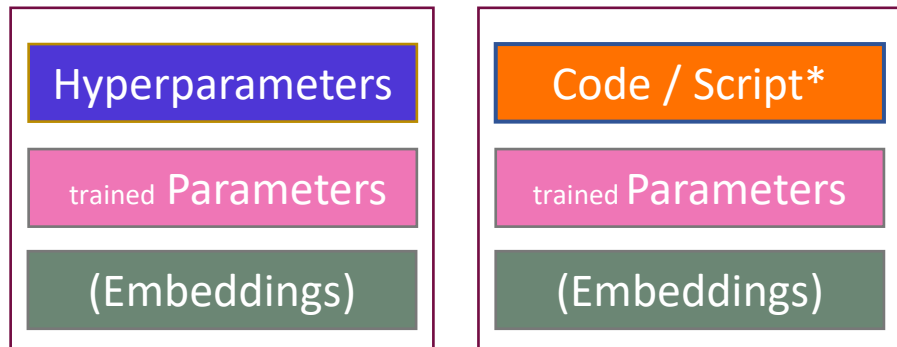 Hyperparameters
trained Parameters
(Embeddings)
Code / Script*
trained Parameters
(Embeddings)